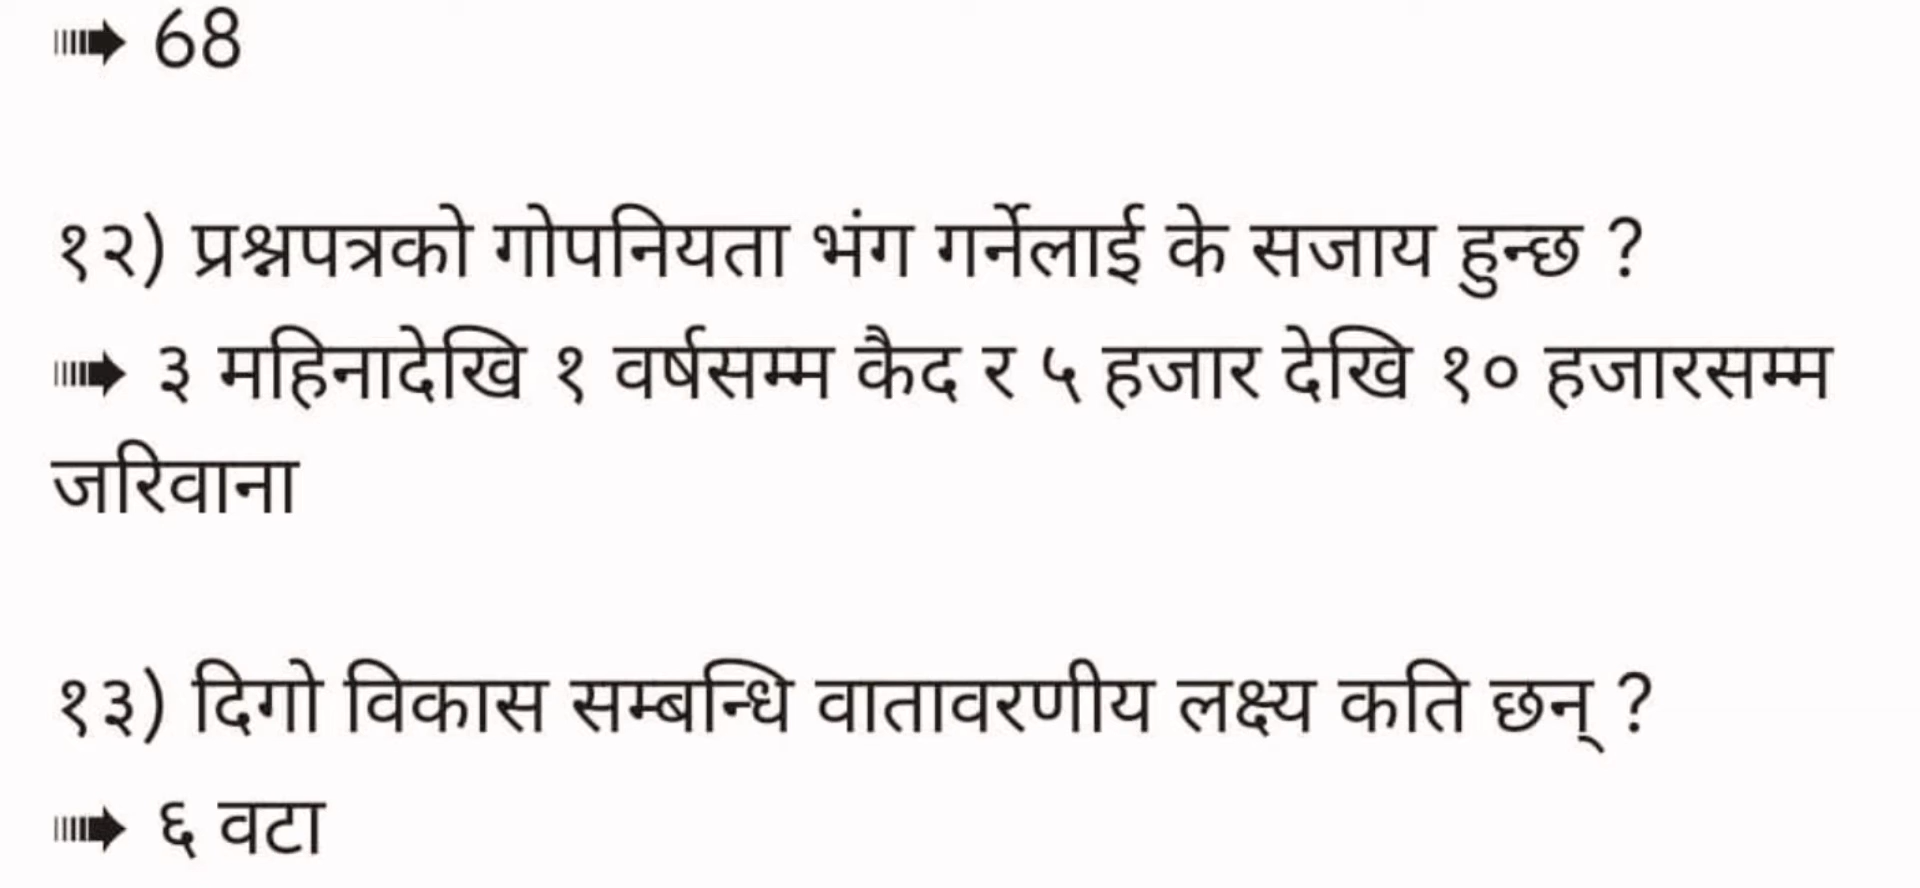 ➠ 68
१२) प्रश्नपत्रको गोपनियता भंग गर्नेलाई के सजाय हुन्छ ?
➠ ३ महिनादेखि १ वर्षसम्म कैद र ५ हजार देखि १० हजारसम्म
जरिवाना
१३) दिगो विकास सम्बन्धि वातावरणीय लक्ष्य कति छन् ?
➠ ६ वटा